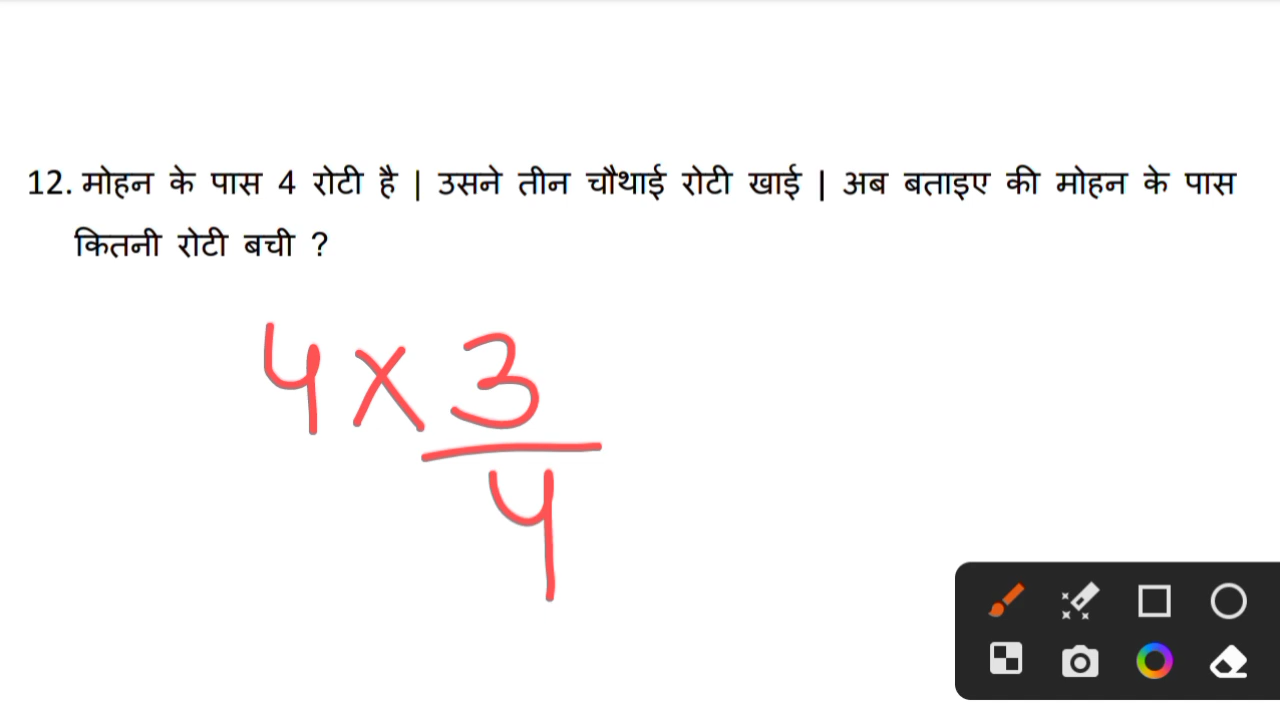 12. मोहन के पास 4 रोटी है | उसने तीन चौथाई रोटी खाई | अब बताइए की मोहन के पास
कितनी रोटी बची ?
4 × 3
4